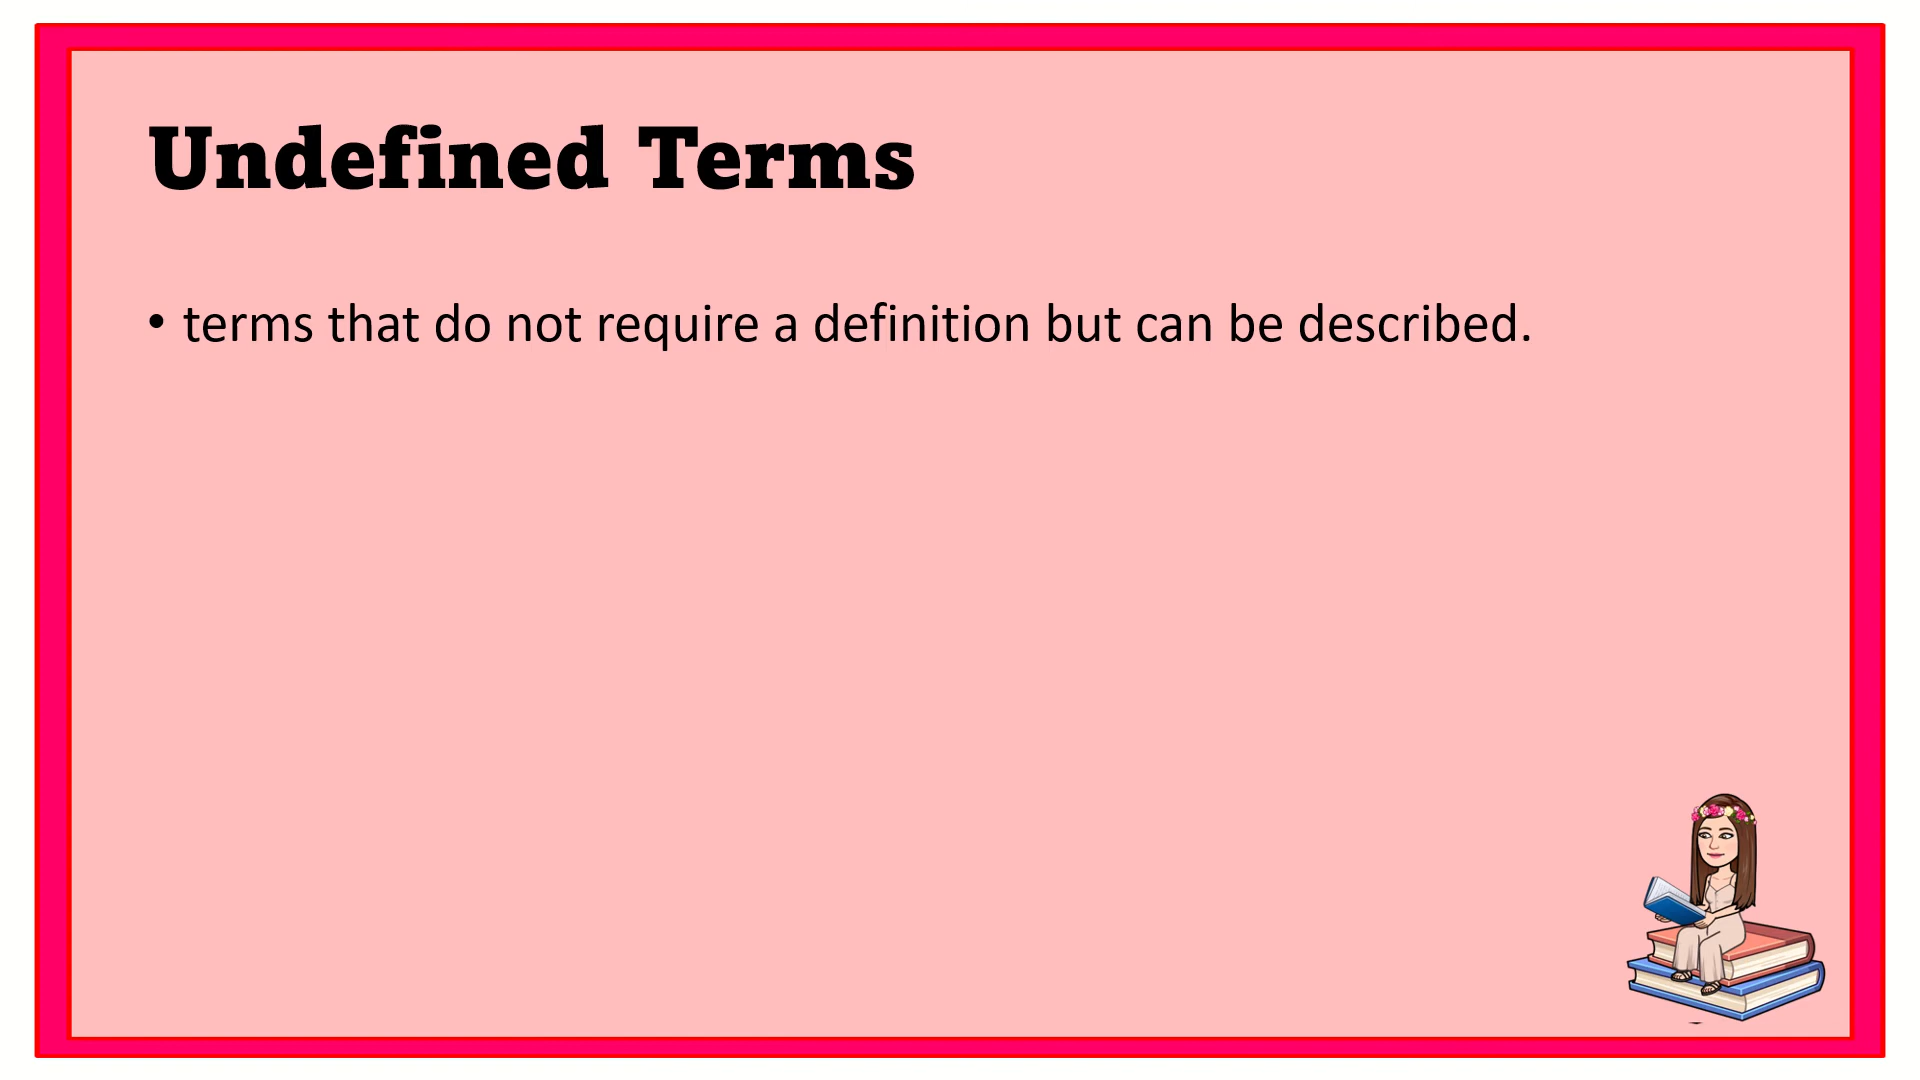 Undefined Terms
• terms that do not require a definition but can be described.